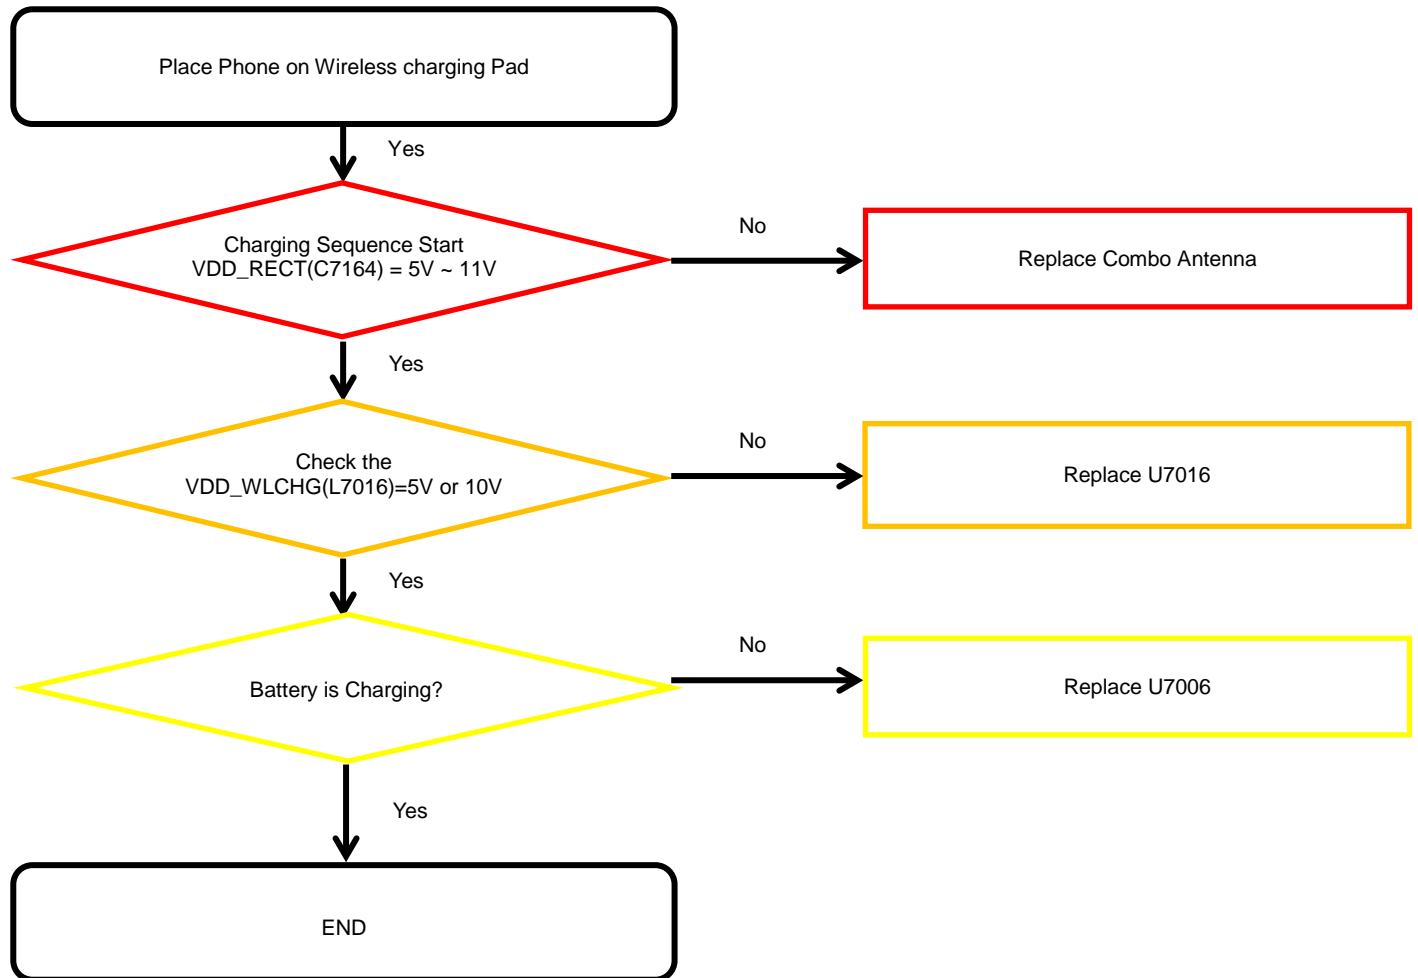 Place Phone on Wireless charging Pad
Yes
Charging Sequence Start
VDD_RECT(C7164) = 5V ~ 11V
No
Replace Combo Antenna
Yes
Check the
VDD_WLCHG(L7016)=5V or 10V
No
Replace U7016
Yes
Battery is Charging?
No
Replace U7006
Yes
END